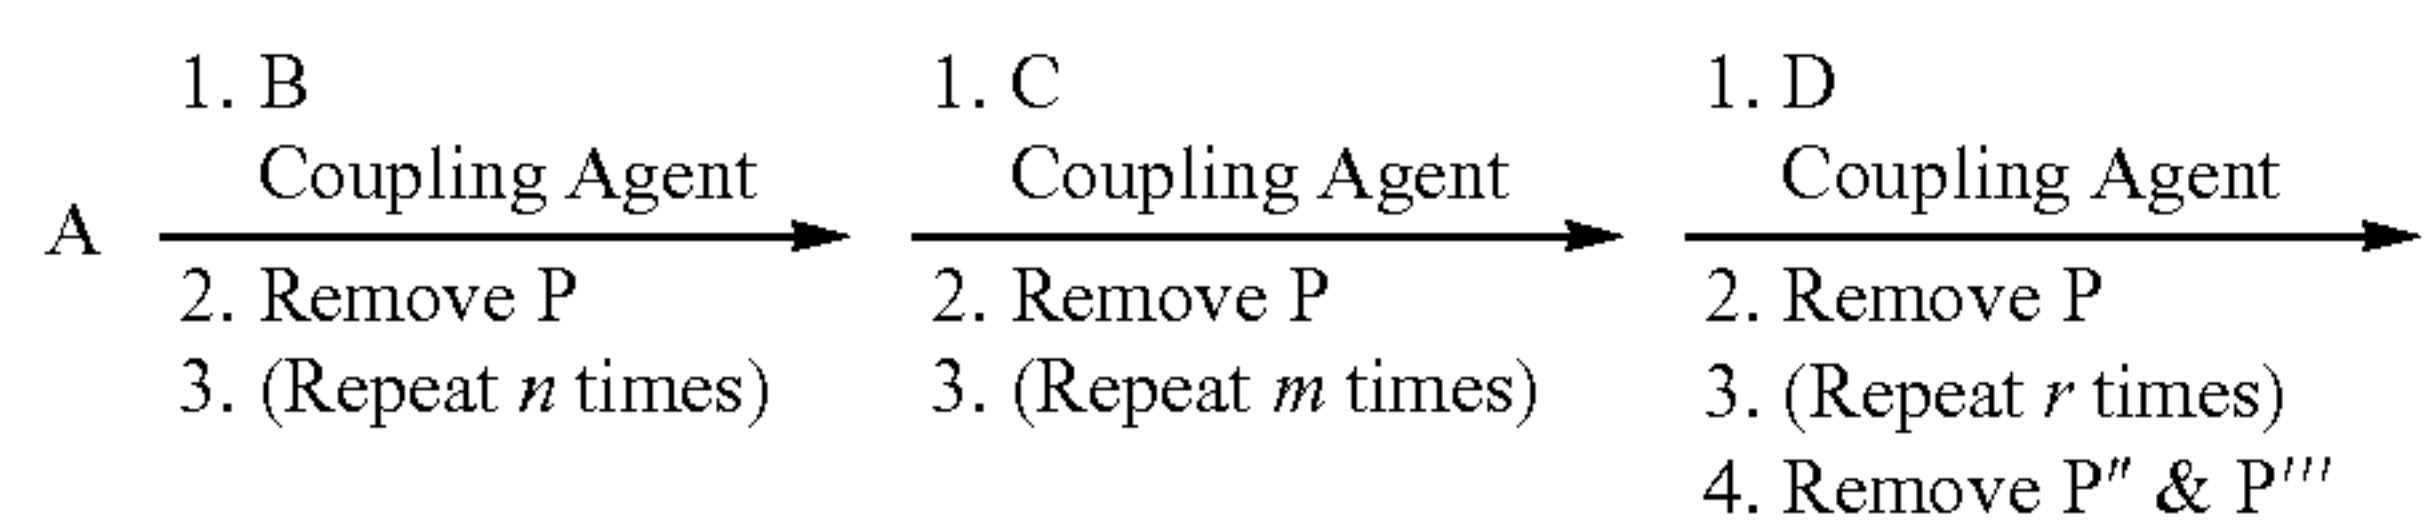 1. B
Coupling Agent
1. C
Coupling Agent
1. D
Coupling Agent
A
2. Remove P
3. (Repeat n times)
2. Remove P
3. (Repeat m times)
2. Remove P
3. (Repeat r times)
4. Remove P″ & P‴